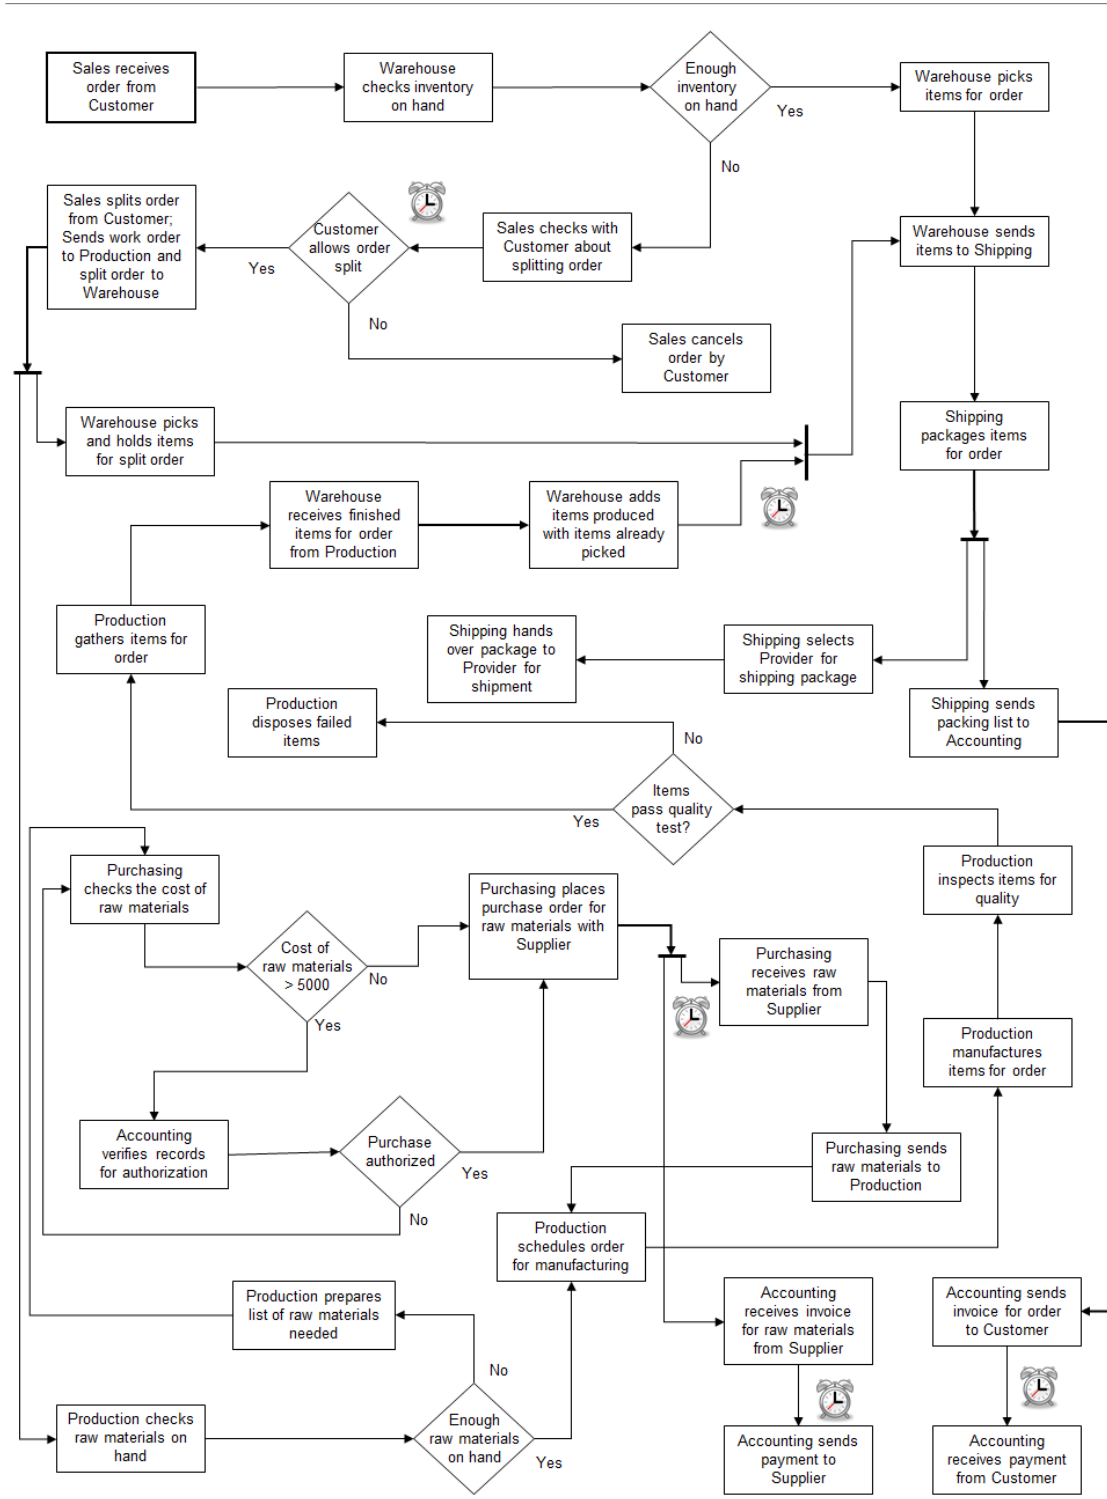 Sales receives
order from
Customer
Warehouse
checks inventory
on hand
Enough
inventory
on hand
Yes
Warehouse picks
items for order
No
Sales splits order
from Customer;
Sends work order
to Production and
split order to
Warehouse
Yes
Customer
allows order
split
Sales checks with
Customer about
splitting order
Warehouse sends
items to Shipping
No
Sales cancels
order by
Customer
Warehouse picks
and holds items
for split order
Shipping
packages items
for order
Warehouse
receives finished
items for order
from Production
Warehouse adds
items produced
with items already
picked
Production
gathers items for
order
Shipping hands
over package to
Provider for
shipment
Shipping selects
Provider for
shipping package
Production
disposes failed
items
No
Shipping sends
packing list to
Accounting
Items
pass quality
test?
Yes
Purchasing
checks the cost of
raw materials
Production
inspects items for
quality
Purchasing places
purchase order for
raw materials with
Supplier
Cost of
raw materials
> 5000
No
Yes
Purchasing
receives raw
materials from
Supplier
Production
manufactures
items for order
Accounting
verifies records
for authorization
Purchase
authorized
Yes
No
Purchasing sends
raw materials to
Production
Production
schedules order
for manufacturing
Production prepares
list of raw materials
needed
Accounting
receives invoice
for raw materials
from Supplier
Accounting sends
invoice for order
to Customer
No
Production checks
raw materials on
hand
Enough
raw materials
on hand
Yes
Accounting sends
payment to
Supplier
Accounting
receives payment
from Customer